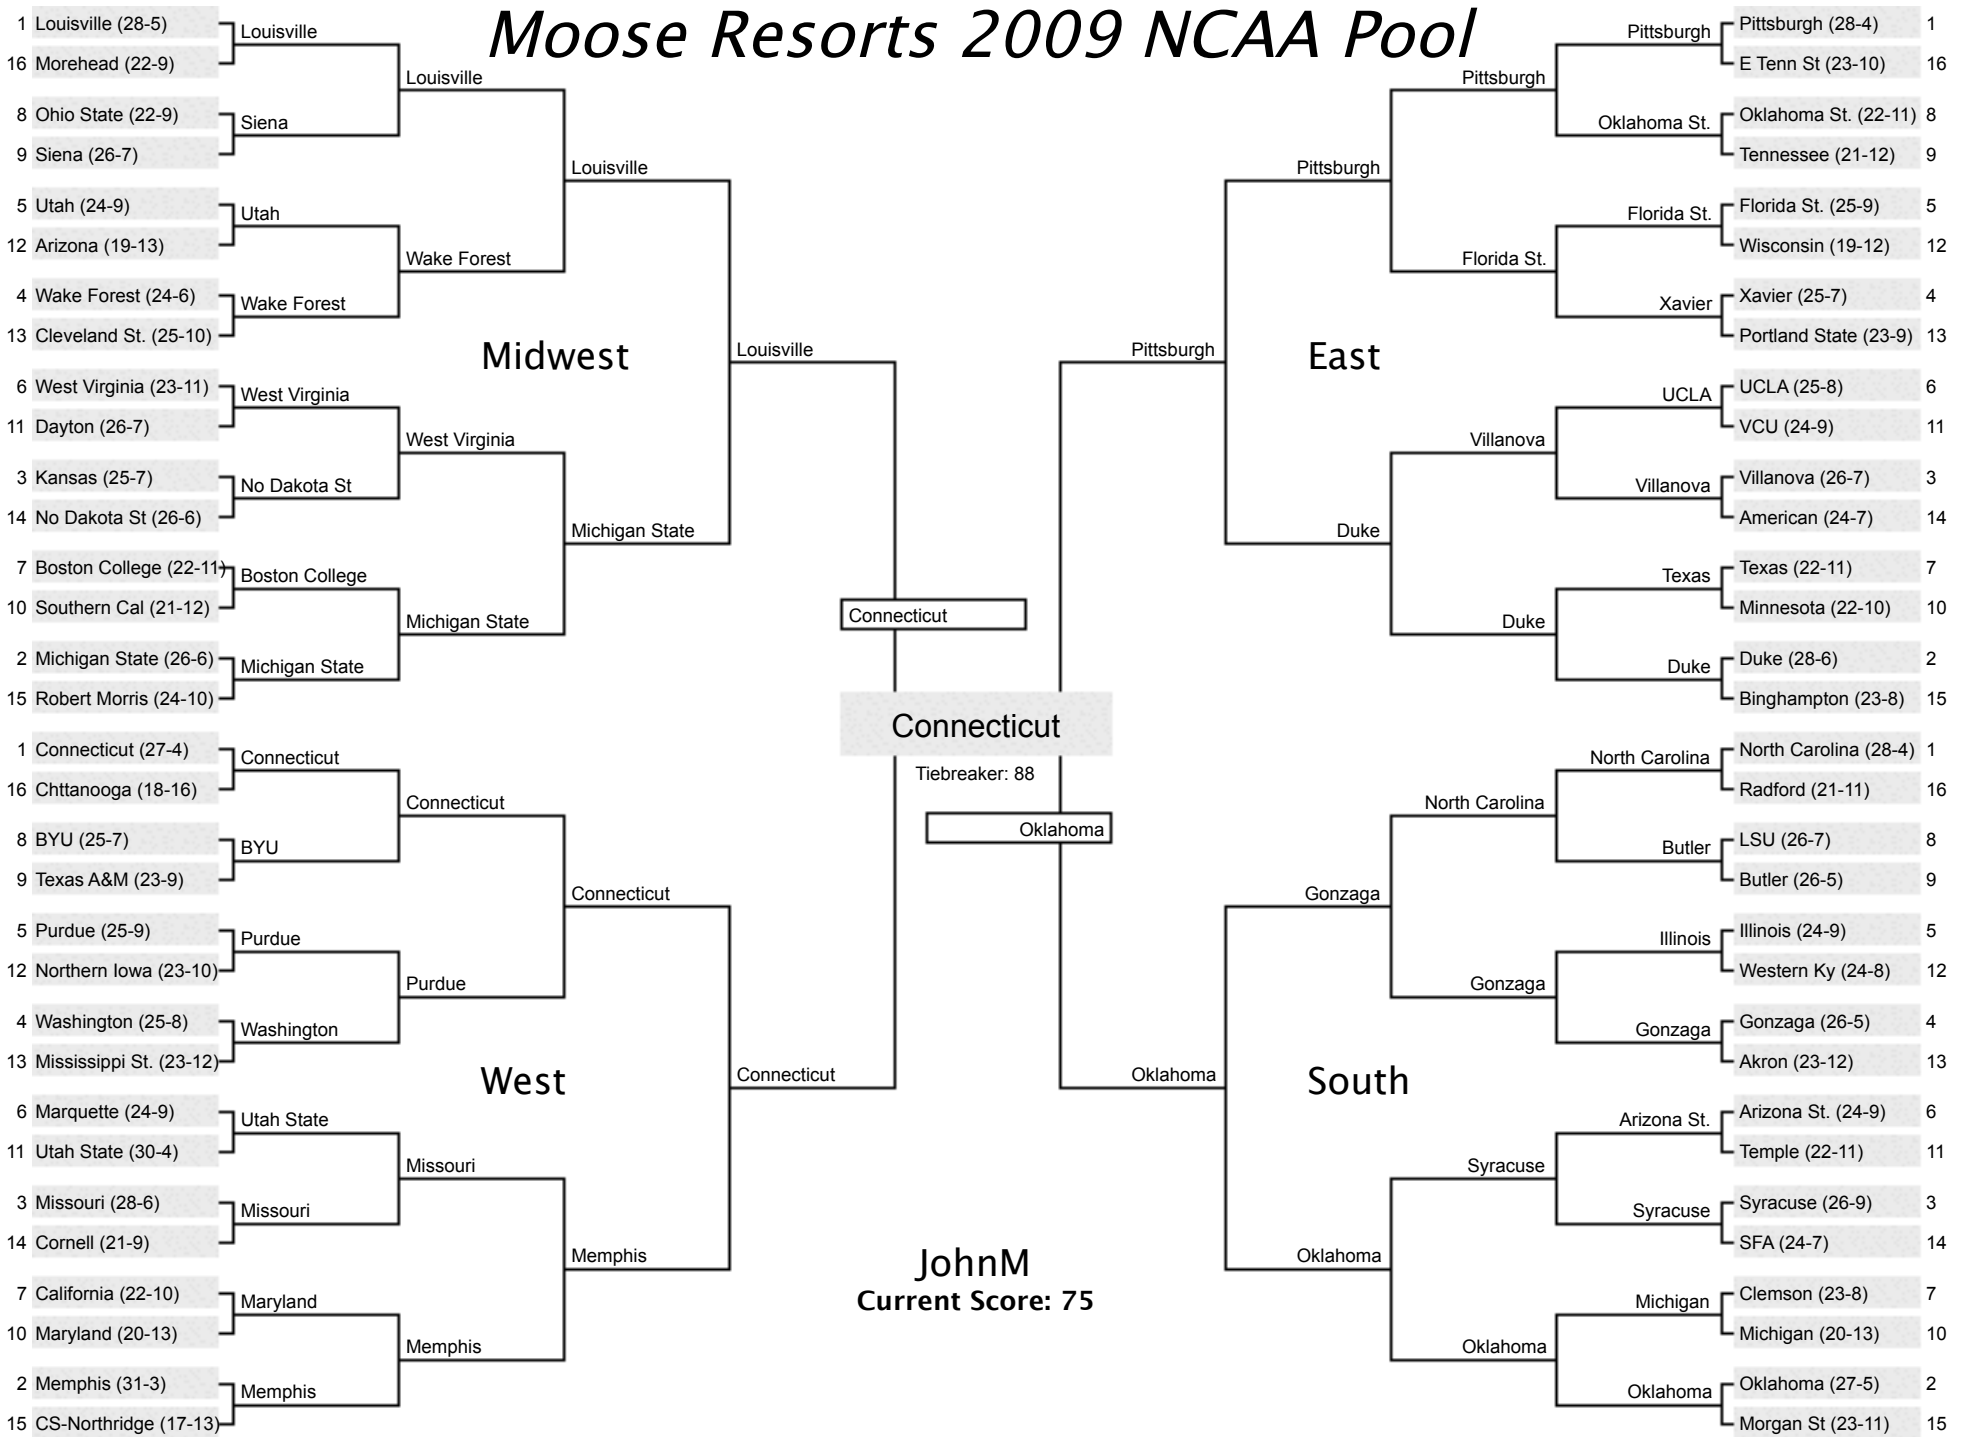 Moose Resorts 2009 NCAA Pool
1 Louisville (28-5)
16 Morehead (22-9)
8 Ohio State (22-9)
9 Siena (26-7)
5 Utah (24-9)
12 Arizona (19-13)
4 Wake Forest (24-6)
13 Cleveland St. (25-10)
6 West Virginia (23-11)
11 Dayton (26-7)
3 Kansas (25-7)
14 No Dakota St (26-6)
7 Boston College (22-11)
10 Southern Cal (21-12)
2 Michigan State (26-6)
15 Robert Morris (24-10)
Louisville
Siena
Utah
Wake Forest
West Virginia
No Dakota St
Boston College
Michigan State
Louisville
Wake Forest
West Virginia
Michigan State
Louisville
Michigan State
Louisville
Midwest
1 Connecticut (27-4)
16 Chttanooga (18-16)
8 BYU (25-7)
9 Texas A&M (23-9)
5 Purdue (25-9)
12 Northern Iowa (23-10)
4 Washington (25-8)
13 Mississippi St. (23-12)
6 Marquette (24-9)
11 Utah State (30-4)
3 Missouri (28-6)
14 Cornell (21-9)
7 California (22-10)
10 Maryland (20-13)
2 Memphis (31-3)
15 CS-Northridge (17-13)
Connecticut
BYU
Purdue
Washington
Utah State
Missouri
Maryland
Memphis
Connecticut
Purdue
Missouri
Memphis
Connecticut
Memphis
Connecticut
West
Connecticut
Connecticut
Tiebreaker: 88
Oklahoma
JohnM
Current Score: 75
Pittsburgh (28-4) 1
E Tenn St (23-10) 16
Oklahoma St. (22-11) 8
Tennessee (21-12) 9
Florida St. (25-9) 5
Wisconsin (19-12) 12
Xavier (25-7) 4
Portland State (23-9) 13
UCLA (25-8) 6
VCU (24-9) 11
Villanova (26-7) 3
American (24-7) 14
Texas (22-11) 7
Minnesota (22-10) 10
Duke (28-6) 2
Binghampton (23-8) 15
Pittsburgh
Oklahoma St.
Florida St.
Xavier
UCLA
Villanova
Texas
Duke
Pittsburgh
Florida St.
Villanova
Duke
Pittsburgh
Duke
Pittsburgh
East
North Carolina (28-4) 1
Radford (21-11) 16
LSU (26-7) 8
Butler (26-5) 9
Illinois (24-9) 5
Western Ky (24-8) 12
Gonzaga (26-5) 4
Akron (23-12) 13
Arizona St. (24-9) 6
Temple (22-11) 11
Syracuse (26-9) 3
SFA (24-7) 14
Clemson (23-8) 7
Michigan (20-13) 10
Oklahoma (27-5) 2
Morgan St (23-11) 15
North Carolina
Butler
Illinois
Gonzaga
Arizona St.
Syracuse
Michigan
Oklahoma
North Carolina
Gonzaga
Syracuse
Oklahoma
Gonzaga
Oklahoma
Oklahoma
South